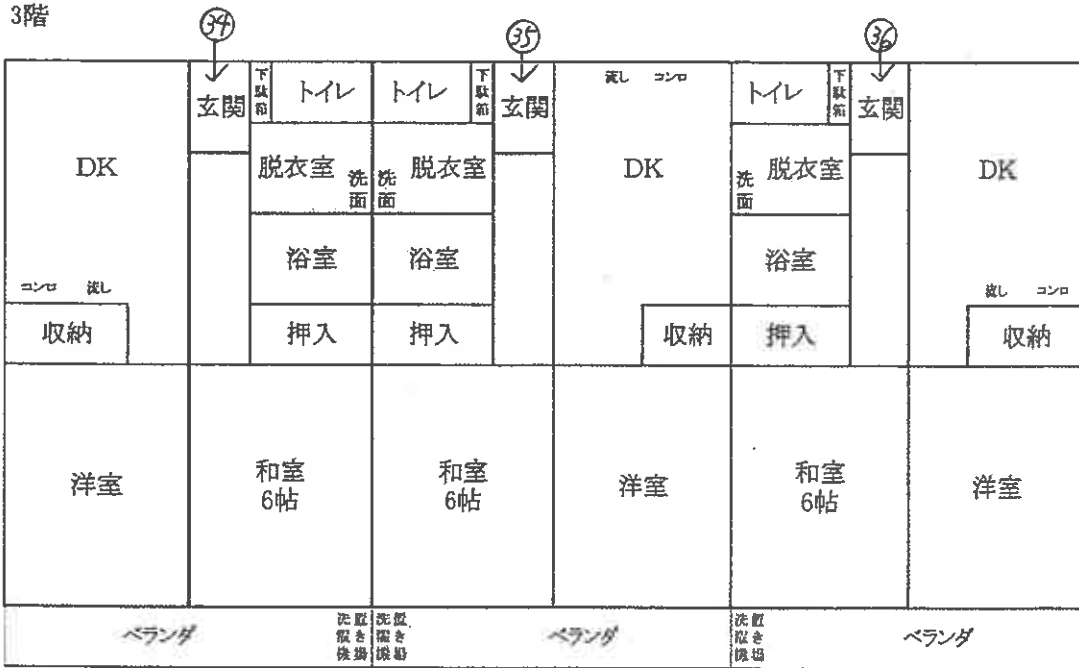 3階
34 35 36
玄関 下駄箱 トイレ トイレ 下駄箱 玄関 流し コンロ トイレ 下駄箱 玄関
DK 脱衣室 洗面 洗面 脱衣室 DK 洗面 脱衣室 DK
浴室 浴室 浴室
コンロ 流し 流し コンロ
収納 押入 押入 収納 押入 収納
洋室 和室 和室 洋室 和室 洋室
6帖 6帖 6帖
ベランダ 洗濯機置き場 洗濯機置き場 ベランダ 洗濯機置き場 ベランダ